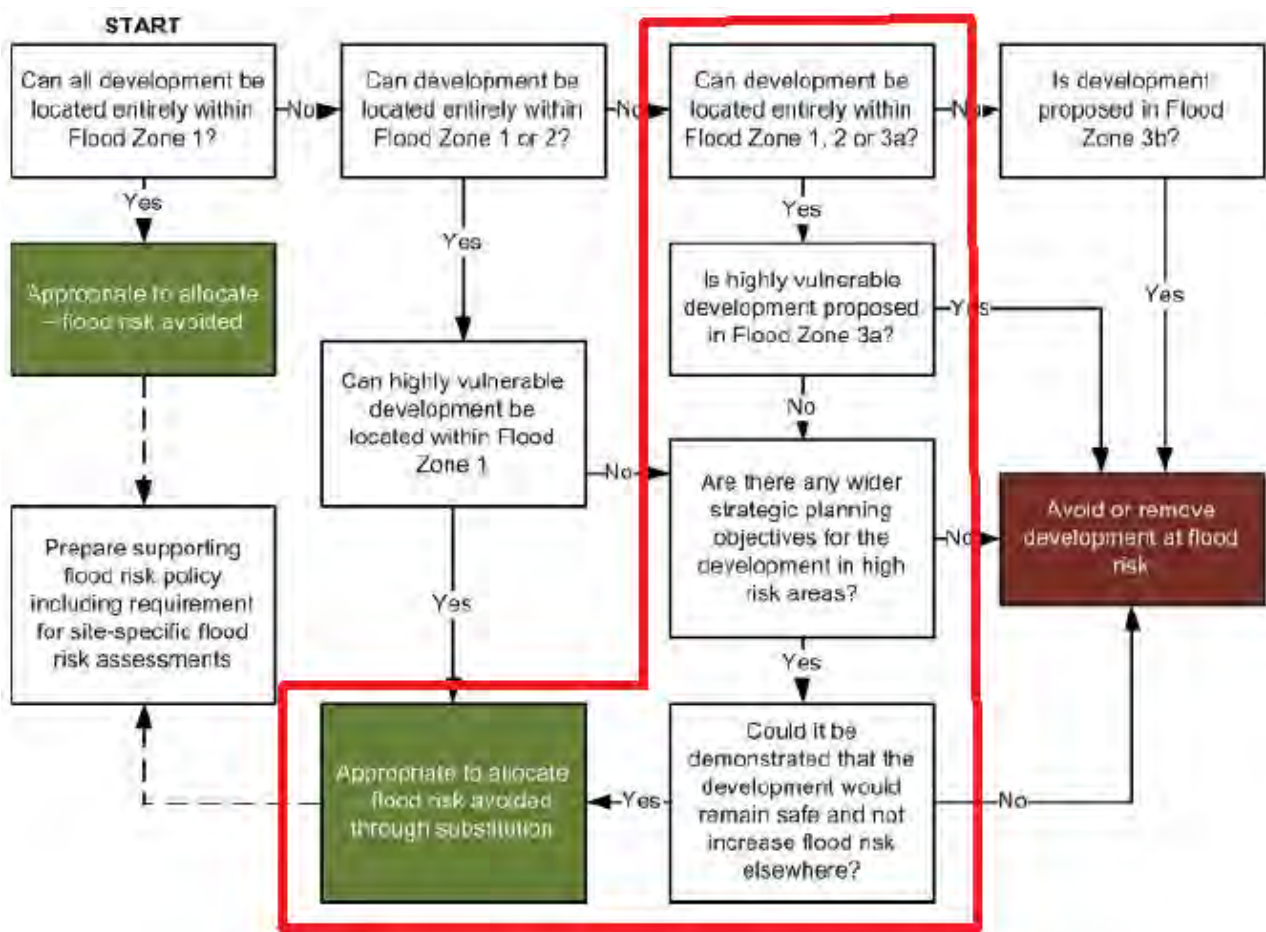 START
Can all development be
located entirely within
Flood Zone 1?
No
Can development be
located entirely within
Flood Zone 1 or 2?
No
Can development be
located entirely within
Flood Zone 1, 2 or 3a?
No
Is development
proposed in Flood
Zone 3b?
Yes
Appropriate to allocate
– flood risk avoided
Yes
Can highly vulnerable
development be
located within Flood
Zone 1
No
Yes
Is highly vulnerable
development proposed
in Flood Zone 3a?
Yes
No
Yes
Are there any wider
strategic planning
objectives for the
development in high
risk areas?
No
Avoid or remove
development at flood
risk
Prepare supporting
flood risk policy
including requirement
for site-specific flood
risk assessments
Yes
Yes
Appropriate to allocate
– flood risk avoided
through substitution
Yes
Could it be
demonstrated that the
development would
remain safe and not
increase flood risk
elsewhere?
No